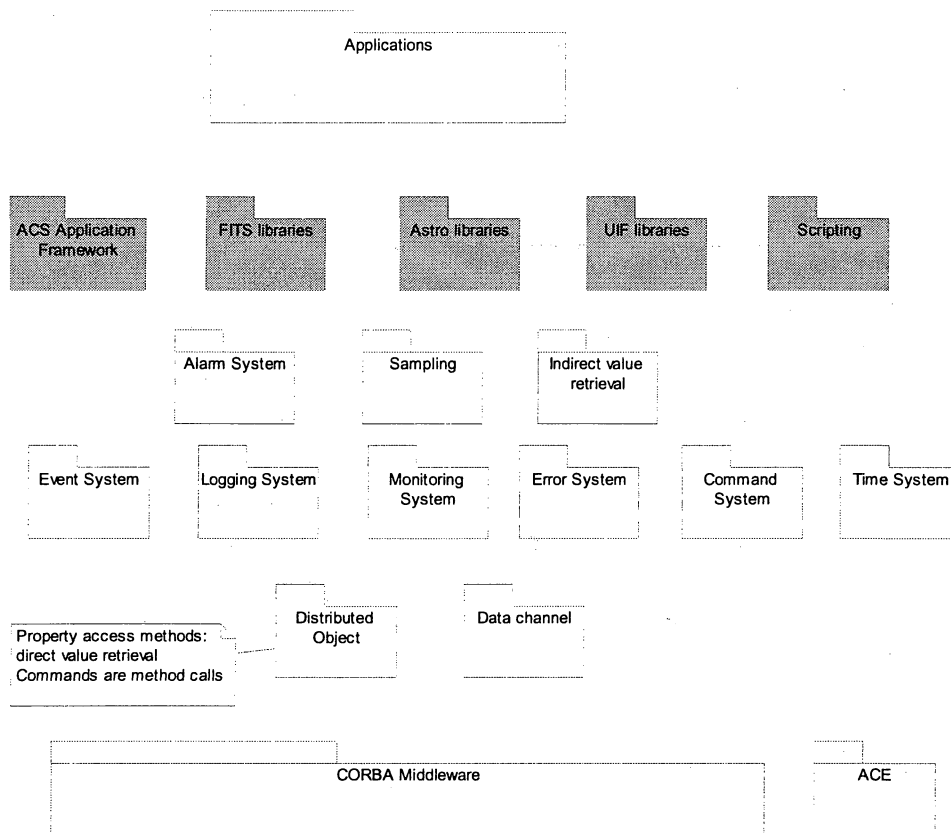 Applications
ACS Application
Framework
FITS libraries
Astro libraries
UIF libraries
Scripting
Alarm System
Sampling
Indirect value
retrieval
Event System
Logging System
Monitoring
System
Error System
Command
System
Time System
Distributed
Object
Data channel
Property access methods:
direct value retrieval
Commands are method calls
CORBA Middleware
ACE